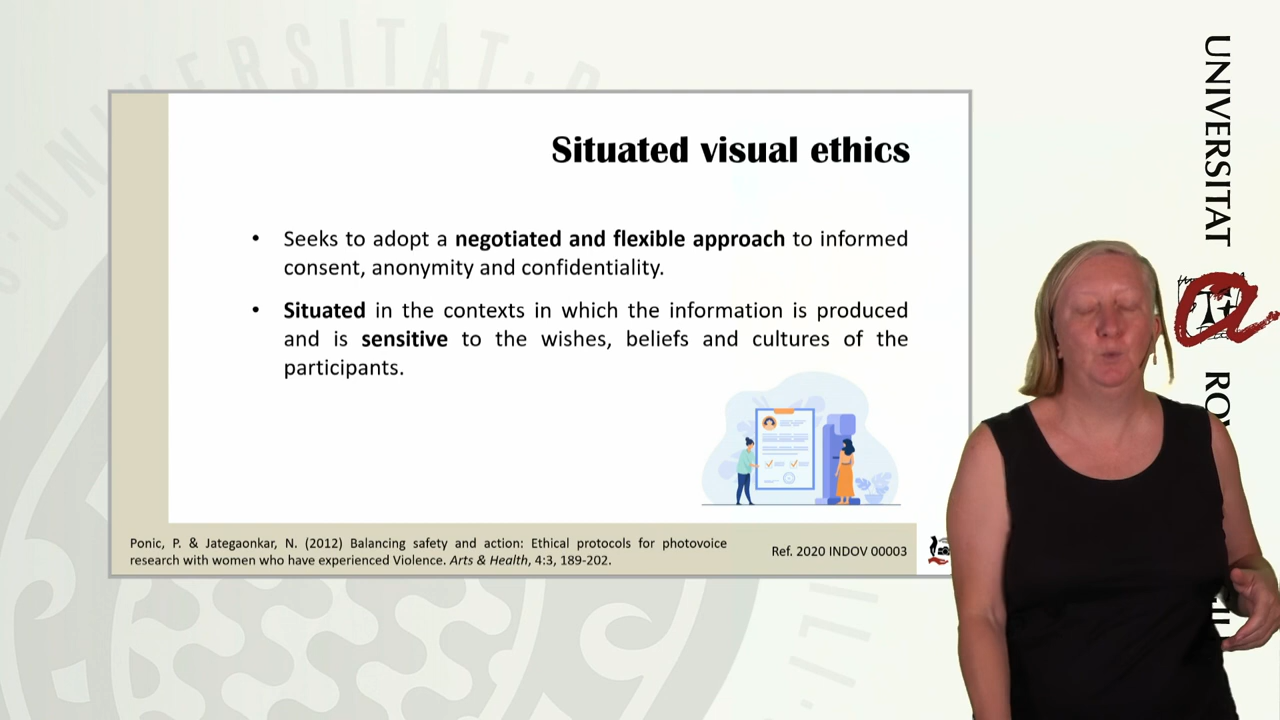 Situated visual ethics
• Seeks to adopt a negotiated and flexible approach to informed
consent, anonymity and confidentiality.
• Situated in the contexts in which the information is produced
and is sensitive to the wishes, beliefs and cultures of the
participants.
Ponic, P. & Jategaonkar, N. (2012) Balancing safety and action: Ethical protocols for photovoice
research with women who have experienced Violence. Arts & Health, 4:3, 189-202.
Ref. 2020 INDOV 00003
UNIVERSITAT
UNIVERSITAT